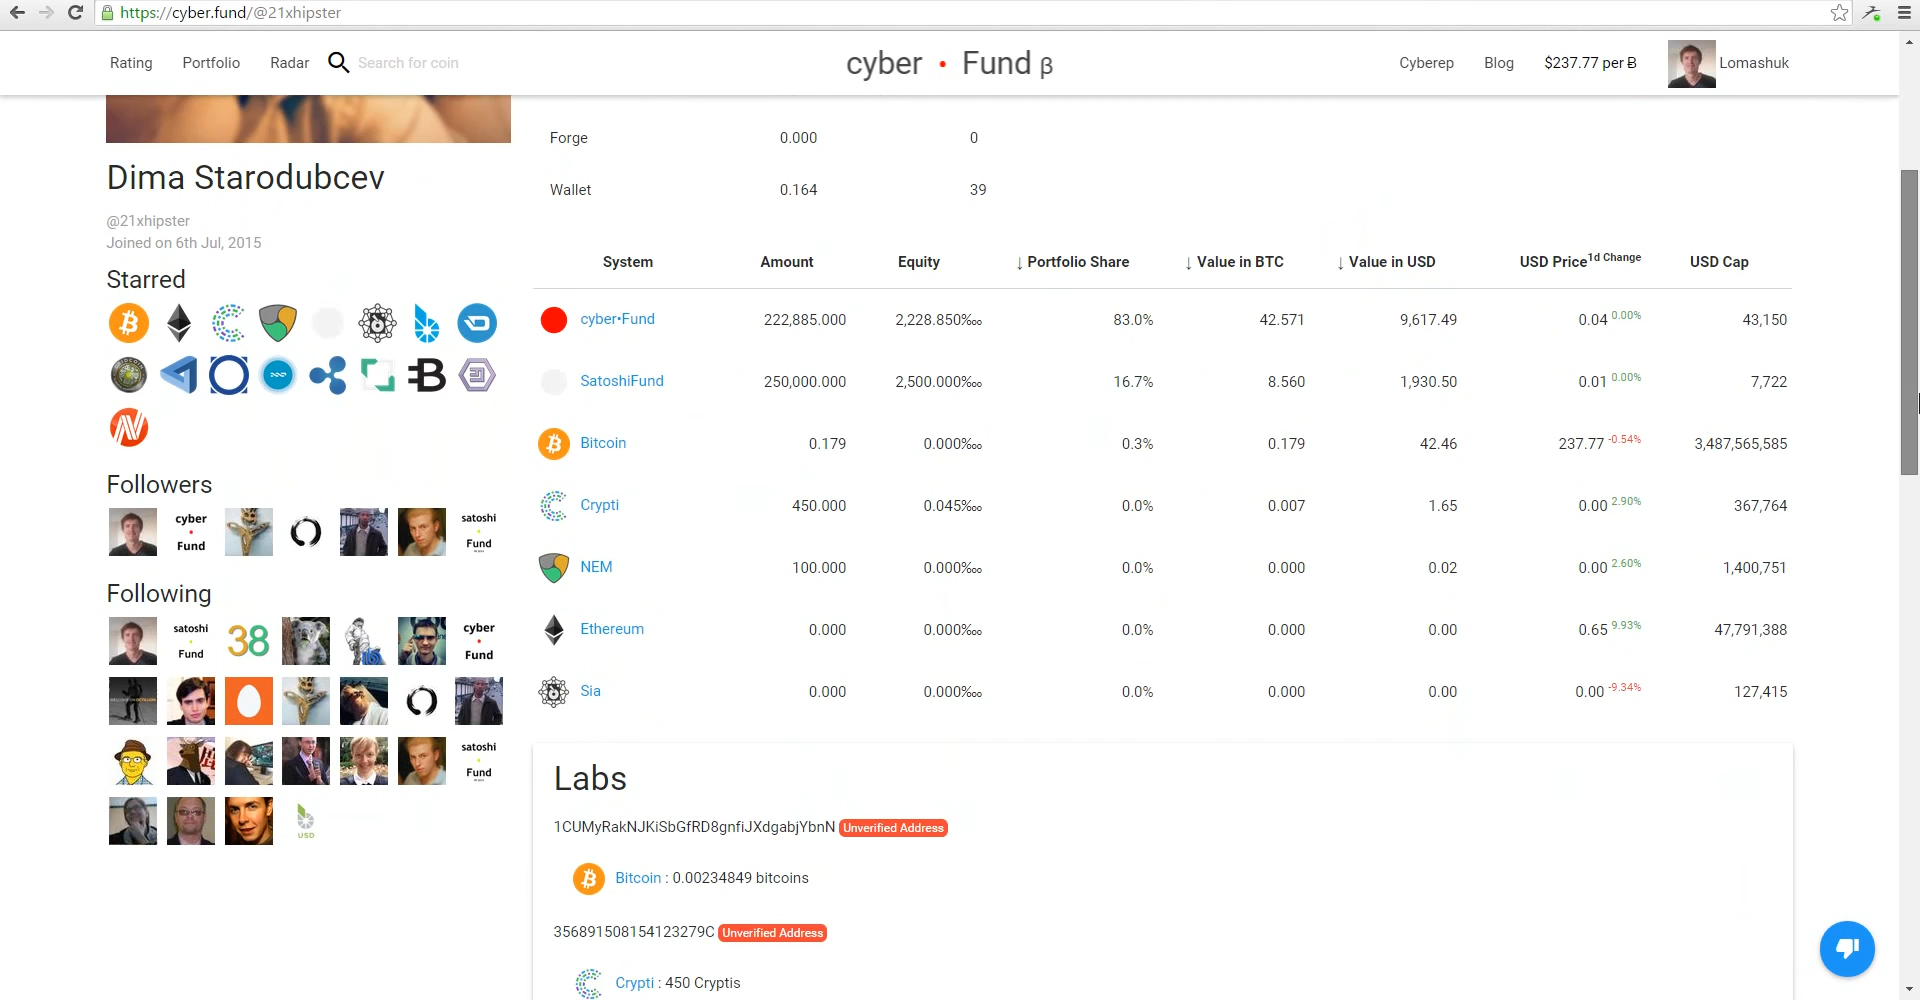 https://cyber.fund/@21xhipster
Rating Portfolio Radar Search for coin cyber • Fund β Cyberep Blog $237.77 per Ƀ Lomashuk
Dima Starodubcev
@21xhipster
Joined on 6th Jul, 2015
Starred
Followers
cyber
•
Fund
satoshi
•
Fund
Following
satoshi
•
Fund
38
cyber
•
Fund
satoshi
•
Fund
USD
Forge 0.000 0
Wallet 0.164 39
System Amount Equity ↓ Portfolio Share ↓ Value in BTC ↓ Value in USD USD Price 1d Change USD Cap
cyber•Fund 222,885.000 2,228.850‱ 83.0% 42.571 9,617.49 0.04 0.00% 43,150
SatoshiFund 250,000.000 2,500.000‱ 16.7% 8.560 1,930.50 0.01 0.00% 7,722
Bitcoin 0.179 0.000‱ 0.3% 0.179 42.46 237.77 -0.54% 3,487,565,585
Crypti 450.000 0.045‱ 0.0% 0.007 1.65 0.00 2.90% 367,764
NEM 100.000 0.000‱ 0.0% 0.000 0.02 0.00 2.60% 1,400,751
Ethereum 0.000 0.000‱ 0.0% 0.000 0.00 0.65 9.93% 47,791,388
Sia 0.000 0.000‱ 0.0% 0.000 0.00 0.00 -9.34% 127,415
Labs
1CUMyRakNJKiSbGfRD8gnfiJXdgabjYbnN Unverified Address
Bitcoin : 0.00234849 bitcoins
356891508154123279C Unverified Address
Crypti : 450 Cryptis